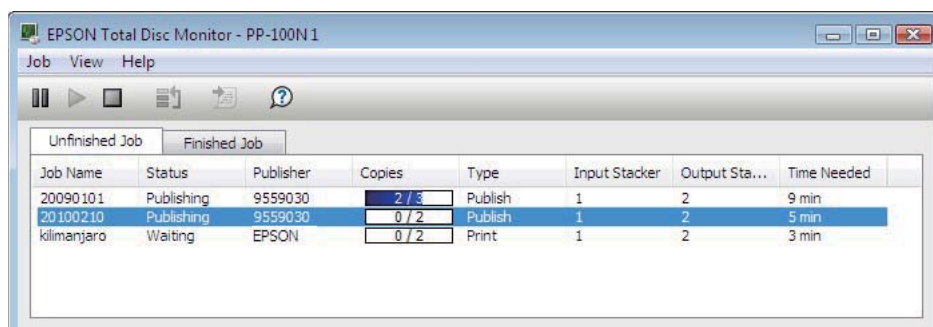 EPSON Total Disc Monitor - PP-100N 1
Job View Help
Unfinished Job Finished Job
Job Name Status Publisher Copies Type Input Stacker Output Sta... Time Needed
20090101 Publishing 9559030 2 / 3 Publish 1 2 9 min
20100210 Publishing 9559030 0 / 2 Publish 1 2 5 min
kilimanjaro Waiting EPSON 0 / 2 Print 1 2 3 min